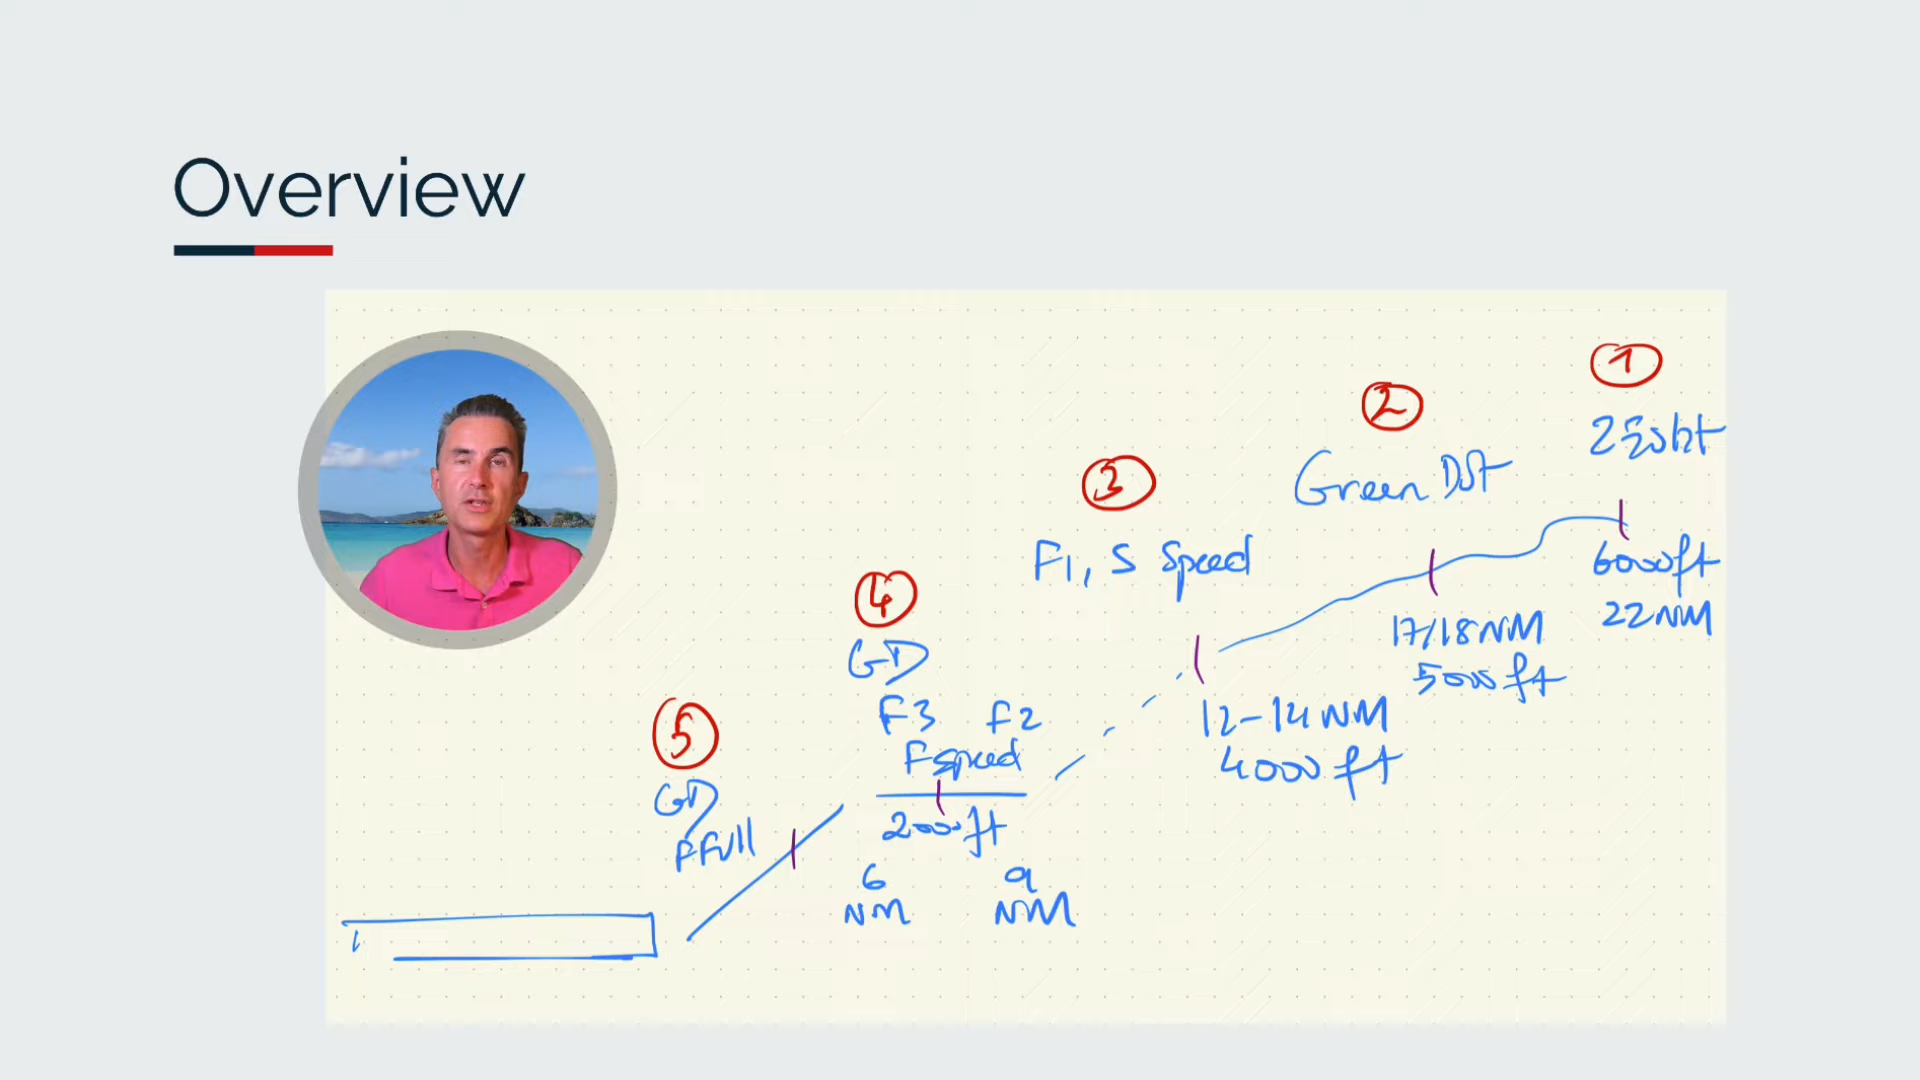 Overview
1
250kt
6000ft
22NM
2
Green Dot
17/18NM
5000ft
3
F1, S Speed
12-14NM
4000ft
4
GD
F3 F2
F speed
2000ft
6
NM
9
NM
5
GD
FFull